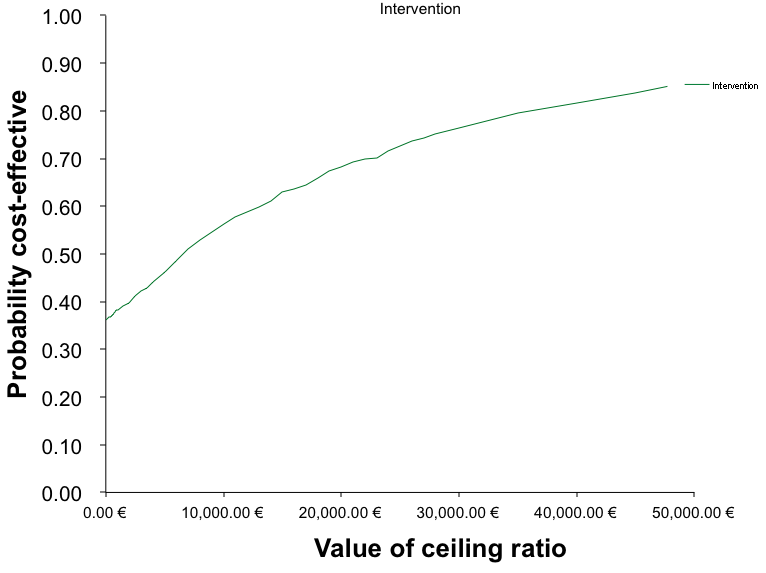 Intervention
1.00
0.90
0.80
0.70
0.60
0.50
0.40
0.30
0.20
0.10
0.00
Probability cost-effective
Intervention
0.00 € 10,000.00 € 20,000.00 € 30,000.00 € 40,000.00 € 50,000.00 €
Value of ceiling ratio